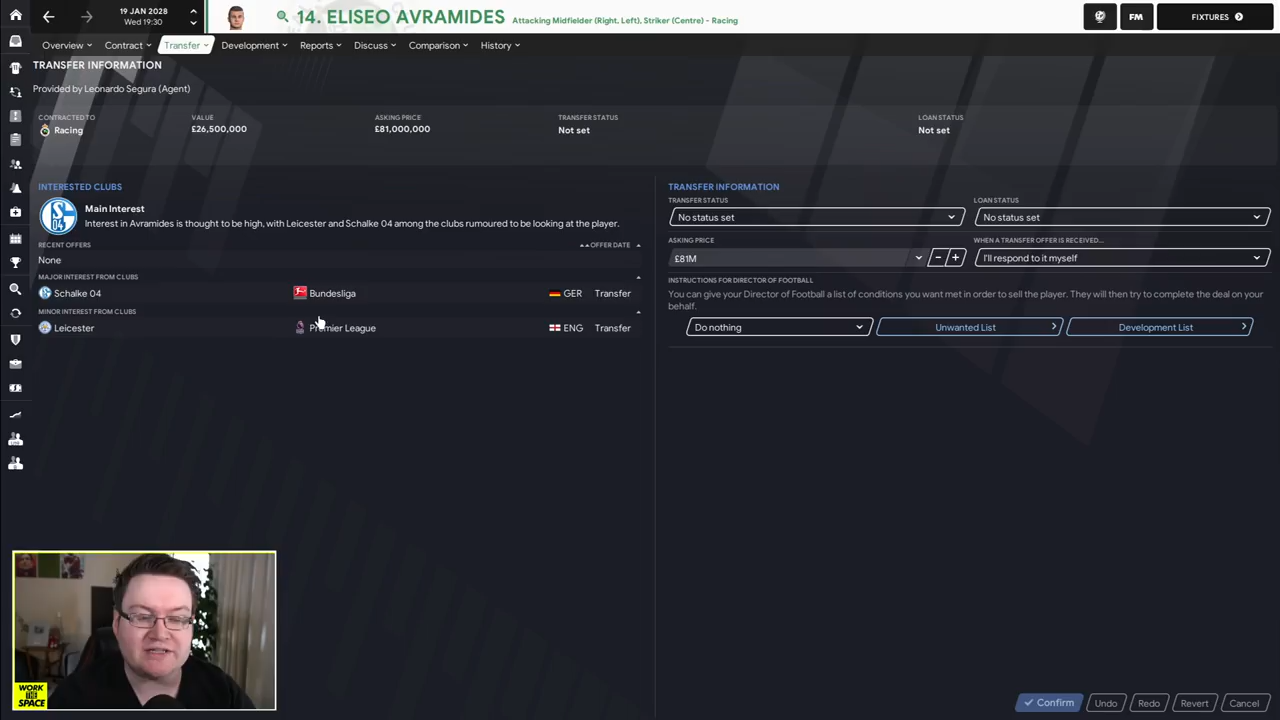 19 JAN 2028
Wed 19:30
14. ELISEO AVRAMIDES
Attacking Midfielder (Right, Left), Striker (Centre) - Racing
FM
FIXTURES
Overview
Contract
Transfer
Development
Reports
Discuss
Comparison
History
TRANSFER INFORMATION
Provided by Leonardo Segura (Agent)
CONTRACTED TO
Racing
VALUE
£26,500,000
ASKING PRICE
£81,000,000
TRANSFER STATUS
Not set
LOAN STATUS
Not set
INTERESTED CLUBS
Main Interest
Interest in Avramides is thought to be high, with Leicester and Schalke 04 among the clubs rumoured to be looking at the player.
RECENT OFFERS
OFFER DATE
None
MAJOR INTEREST FROM CLUBS
Schalke 04 Bundesliga GER Transfer
MINOR INTEREST FROM CLUBS
Leicester Premier League ENG Transfer
TRANSFER INFORMATION
TRANSFER STATUS
No status set
LOAN STATUS
No status set
ASKING PRICE
£81M
WHEN A TRANSFER OFFER IS RECEIVED...
I'll respond to it myself
INSTRUCTIONS FOR DIRECTOR OF FOOTBALL
You can give your Director of Football a list of conditions you want met in order to sell the player. They will then try to complete the deal on your
behalf.
Do nothing
Unwanted List
Development List
WORK
THE
SPACE
Confirm
Undo
Redo
Revert
Cancel